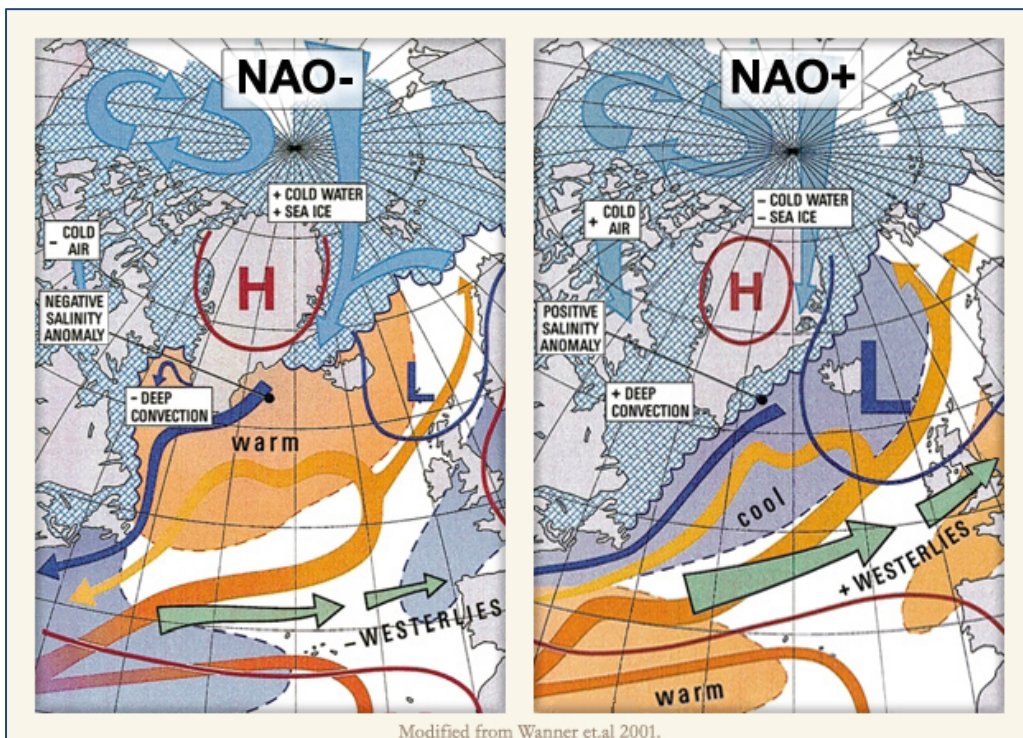 NAO-
+ COLD WATER
+ SEA ICE
- COLD
AIR
H
NEGATIVE
SALINITY
ANOMALY
L
- DEEP
CONVECTION
warm
- WESTERLIES
NAO+
- COLD WATER
- SEA ICE
+ COLD
AIR
H
POSITIVE
SALINITY
ANOMALY
L
+ DEEP
CONVECTION
cool
+ WESTERLIES
warm
Modified from Wanner et.al 2001.